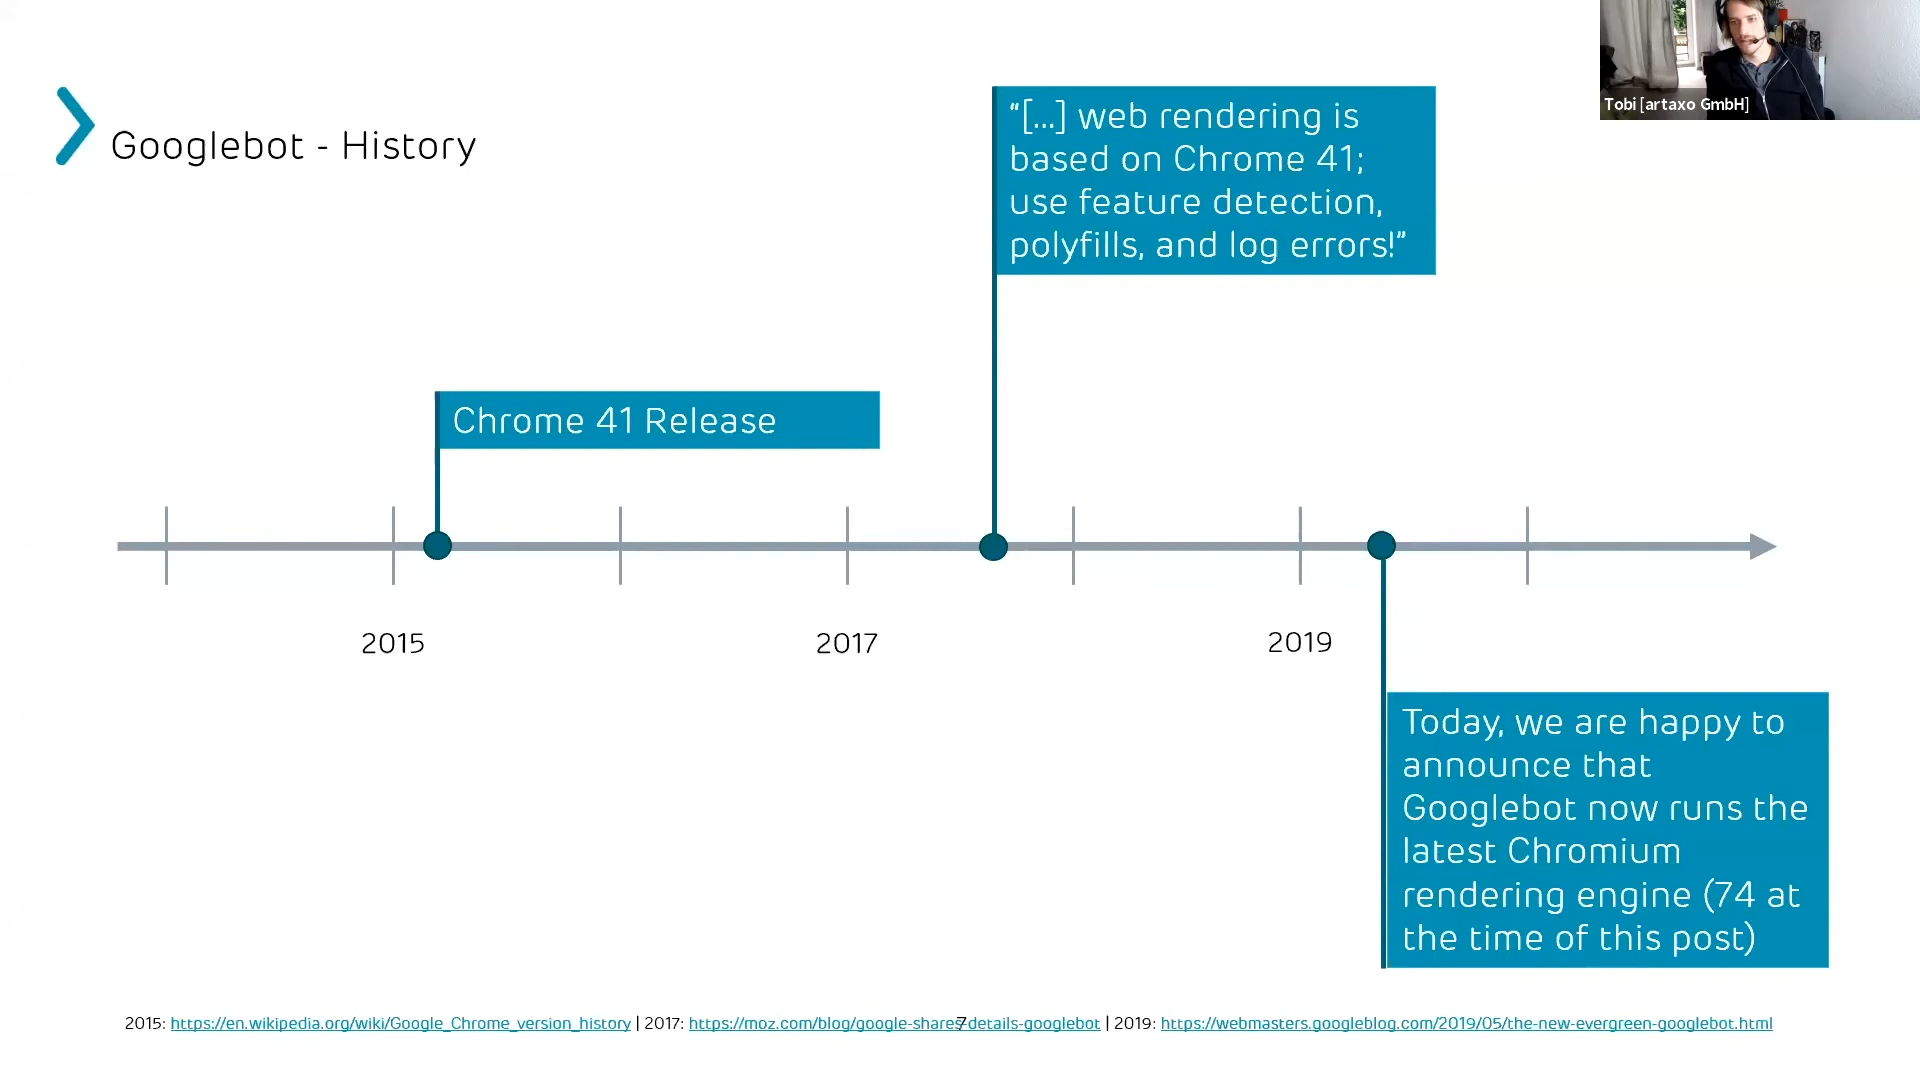 Tobi [artaxo GmbH]
Googlebot - History
“[...] web rendering is
based on Chrome 41;
use feature detection,
polyfills, and log errors!”
Chrome 41 Release
2015
2017
2019
Today, we are happy to
announce that
Googlebot now runs the
latest Chromium
rendering engine (74 at
the time of this post)
2015: https://en.wikipedia.org/wiki/Google_Chrome_version_history | 2017: https://moz.com/blog/google-shares-details-googlebot | 2019: https://webmasters.googleblog.com/2019/05/the-new-evergreen-googlebot.html
7